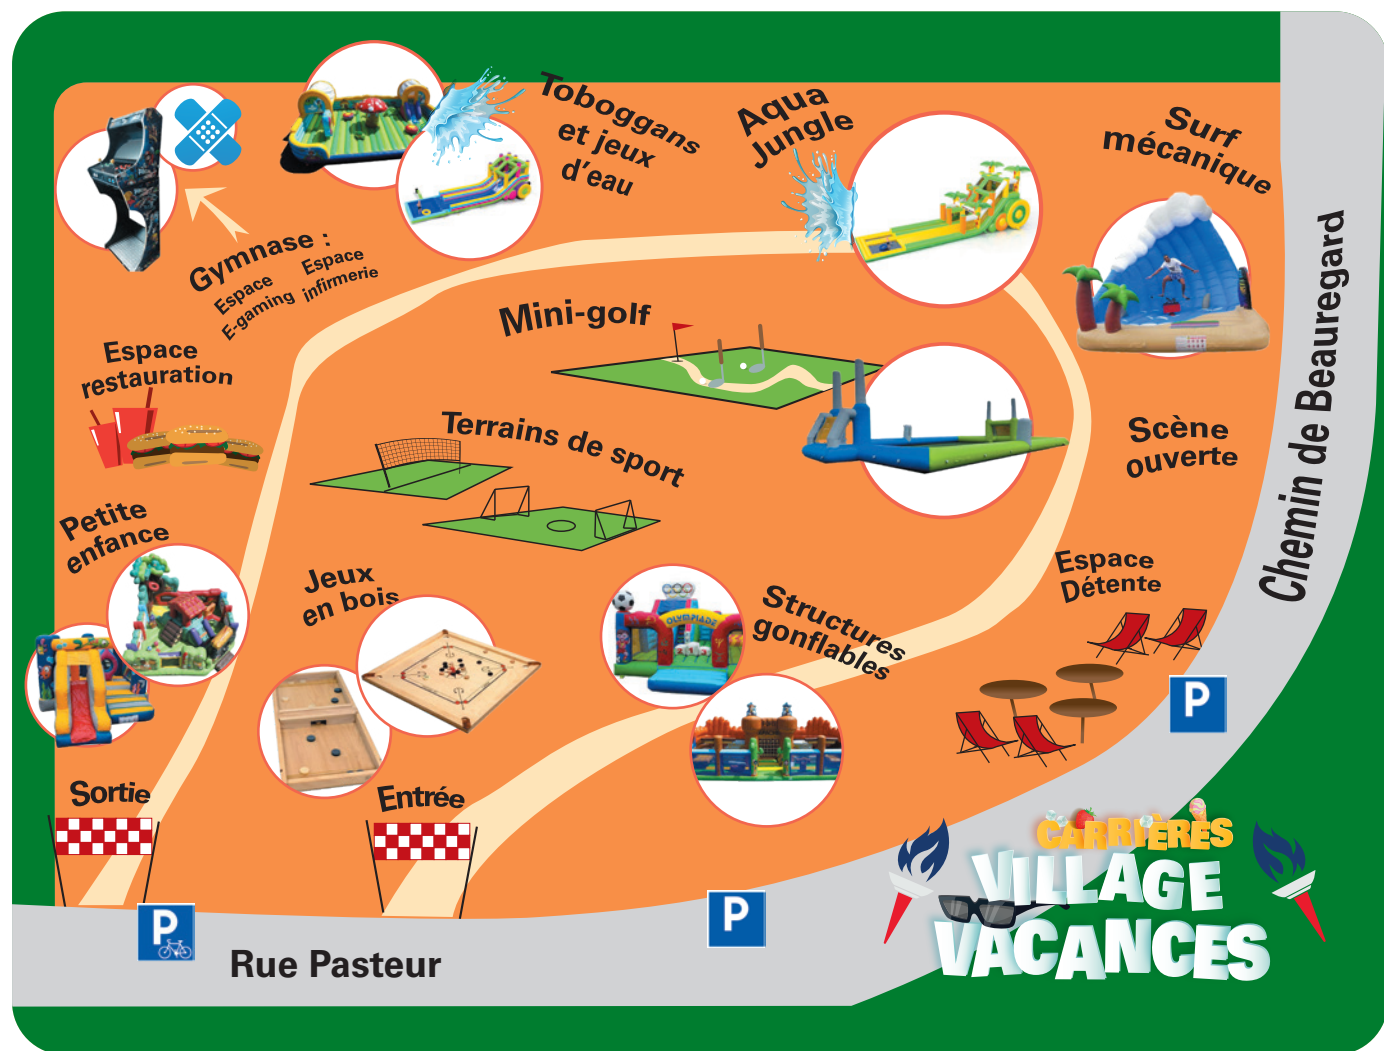 Toboggans
et jeux
d'eau
Aqua
Jungle
Surf
mécanique
Gymnase :
Espace
E-gaming
Espace
infirmerie
Mini-golf
Espace
restauration
Terrains de sport
Scène
ouverte
Chemin de Beauregard
Petite
enfance
Jeux
en bois
OLYMPIADE
Structures
gonflables
Espace
Détente
P
Sortie
Entrée
P
P
Rue Pasteur
CARRIÈRES
VILLAGE
VACANCES